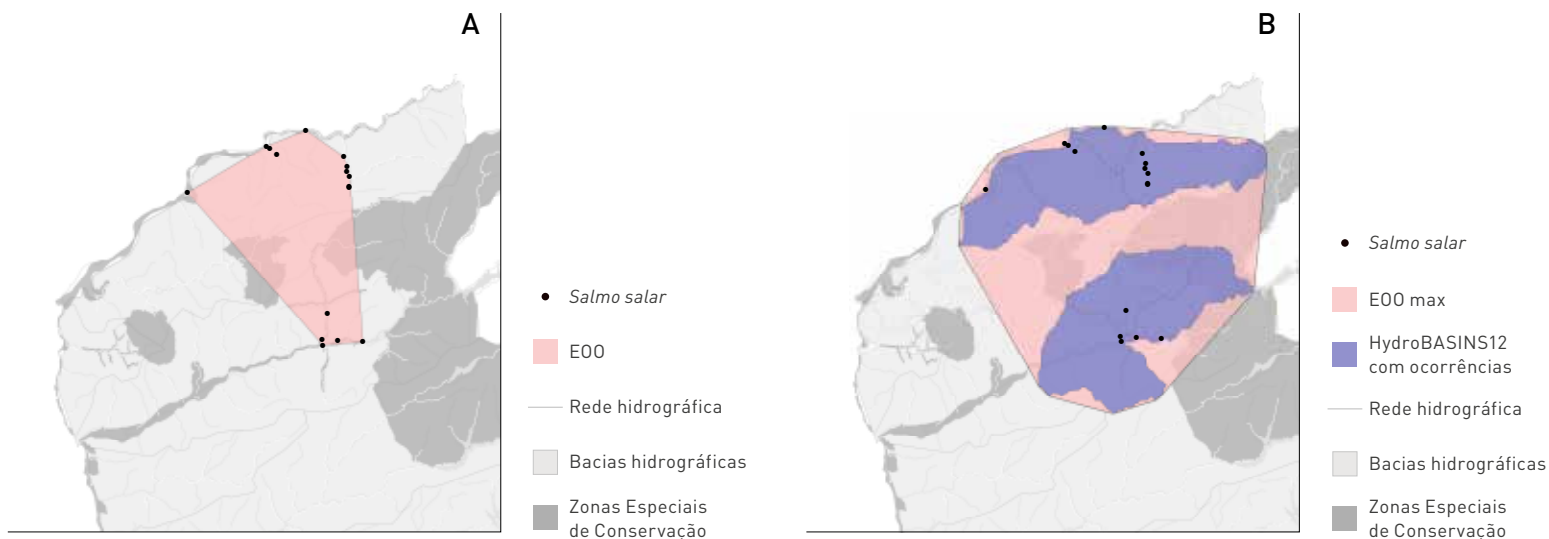 A
Salmo salar
EOO
Rede hidrográfica
Bacias hidrográficas
Zonas Especiais
de Conservação
B
Salmo salar
EOO max
HydroBASINS12
com ocorrências
Rede hidrográfica
Bacias hidrográficas
Zonas Especiais
de Conservação